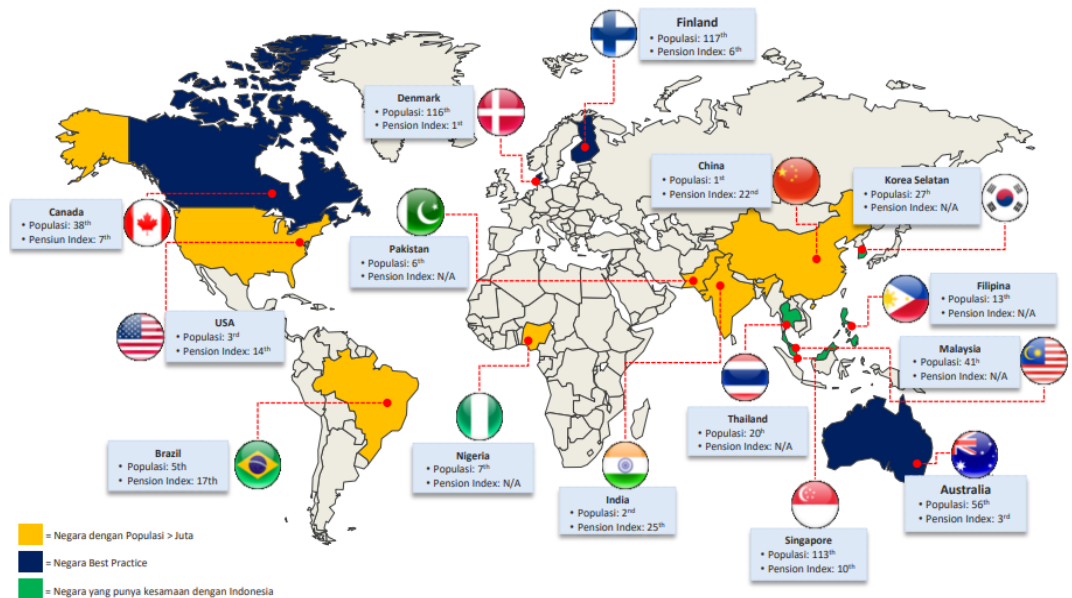 Finland
• Populasi: 117th
• Pension Index: 6th
Denmark
• Populasi: 116th
• Pension Index: 1st
China
• Populasi: 1st
• Pension Index: 22nd
Korea Selatan
• Populasi: 27h
• Pension Index: N/A
Canada
• Populasi: 38th
• Pensiun Index: 7th
Pakistan
• Populasi: 6th
• Pension Index: N/A
Filipina
• Populasi: 13th
• Pension Index: N/A
USA
• Populasi: 3rd
• Pension Index: 14th
Malaysia
• Populasi: 41h
• Pension Index: N/A
Thailand
• Populasi: 20h
• Pension Index: N/A
Brazil
• Populasi: 5th
• Pension Index: 17th
Nigeria
• Populasi: 7th
• Pension Index: N/A
India
• Populasi: 2nd
• Pension Index: 25th
Australia
• Populasi: 56th
• Pension Index: 3rd
Singapore
• Populasi: 113th
• Pension Index: 10th
= Negara dengan Populasi > Juta
= Negara Best Practice
= Negara yang punya kesamaan dengan Indonesia